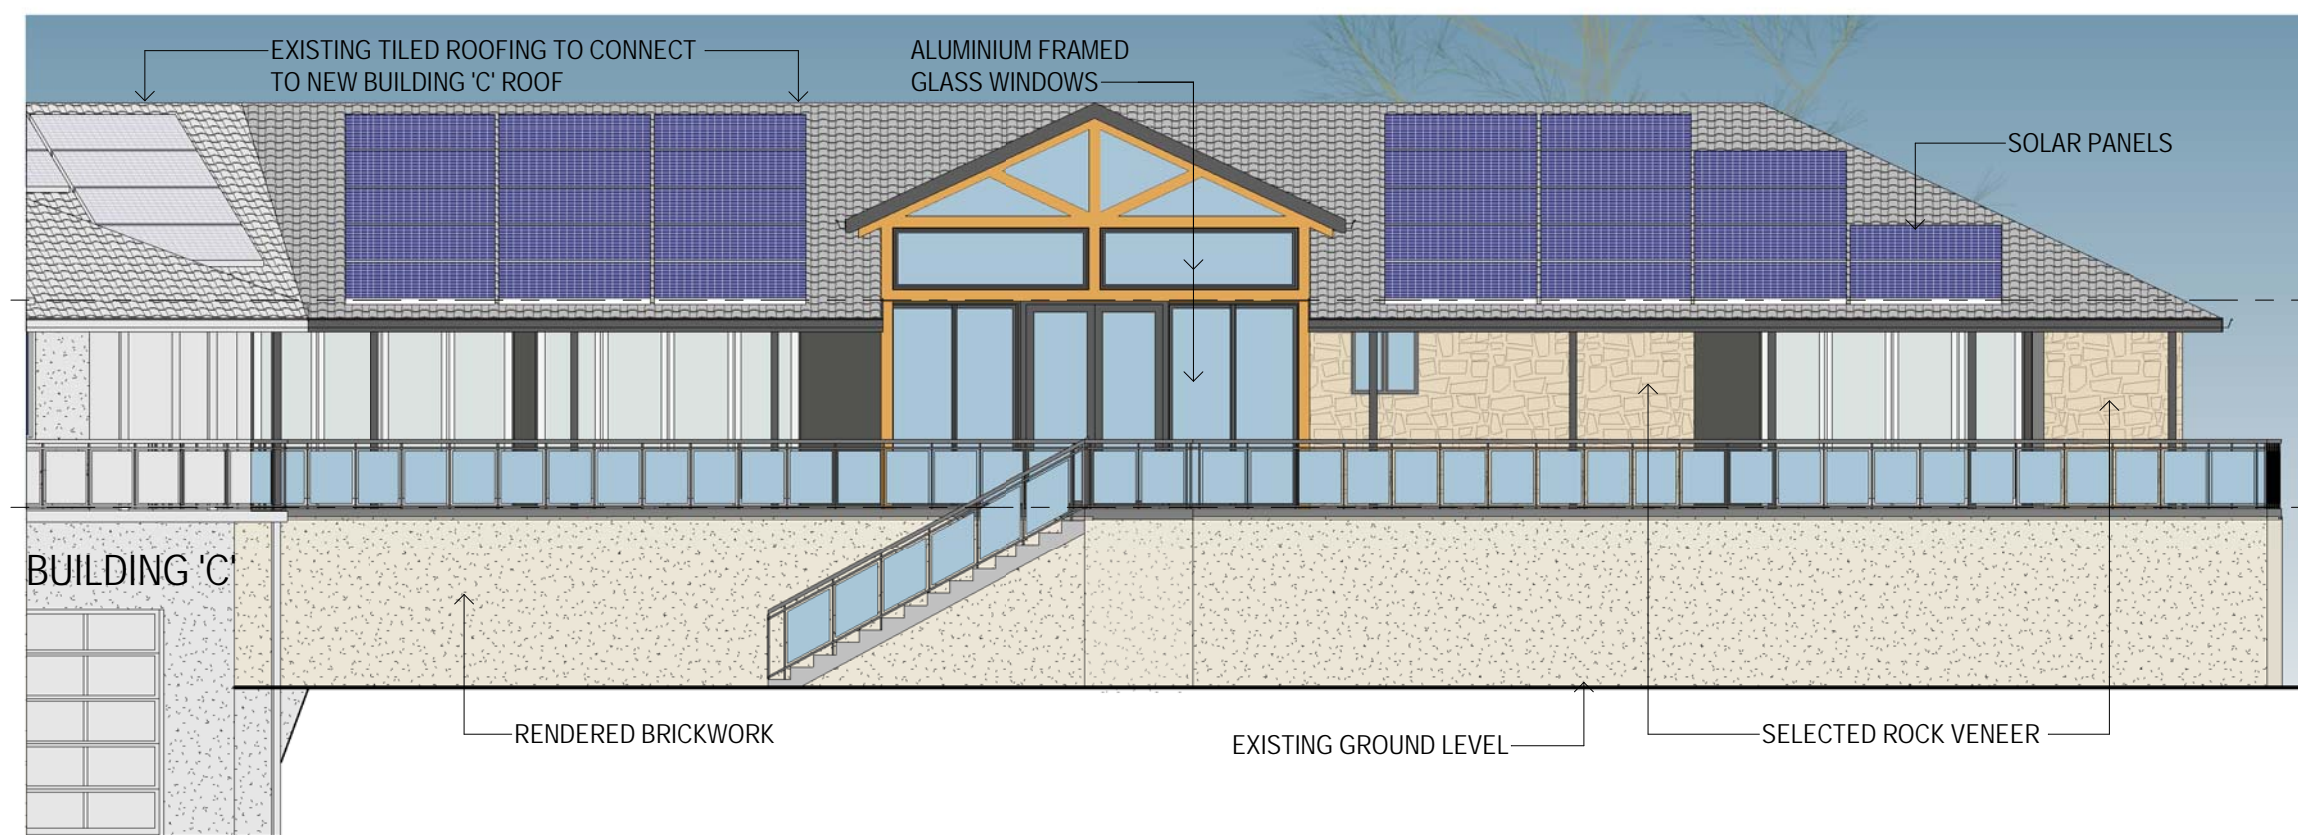 EXISTING TILED ROOFING TO CONNECT
TO NEW BUILDING 'C' ROOF
ALUMINIUM FRAMED
GLASS WINDOWS
SOLAR PANELS
BUILDING 'C'
RENDERED BRICKWORK
EXISTING GROUND LEVEL
SELECTED ROCK VENEER